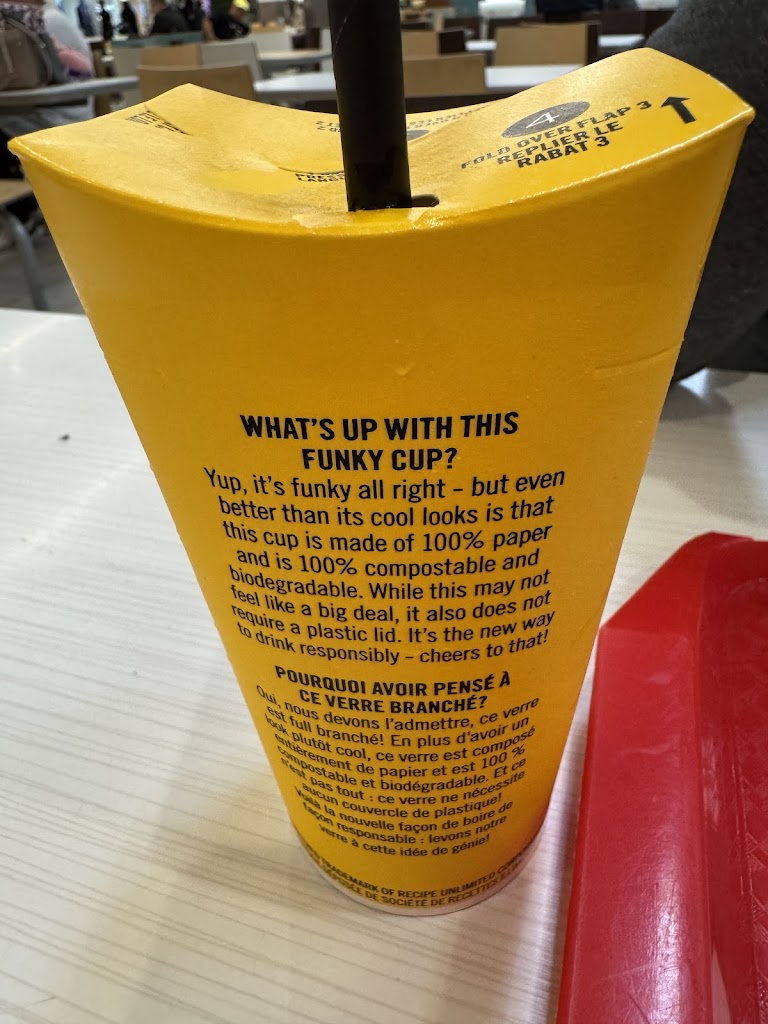 4
FOLD OVER FLAP 3
REPLIER LE
RABAT 3
WHAT'S UP WITH THIS
FUNKY CUP?
Yup, it's funky all right – but even
better than its cool looks is that
this cup is made of 100% paper
and is 100% compostable and
biodegradable. While this may not
feel like a big deal, it also does not
require a plastic lid. It's the new way
to drink responsibly – cheers to that!
POURQUOI AVOIR PENSÉ À
CE VERRE BRANCHÉ?
Oui, nous devons l'admettre, ce verre
est full branché! En plus d'avoir un
look plutôt cool, ce verre est composé
entièrement de papier et est 100 %
compostable et biodégradable. Et ce
n'est pas tout : ce verre ne nécessite
aucun couvercle de plastique!
Voilà la nouvelle façon de boire de
façon responsable : levons notre
verre à cette idée de génie!
TRADEMARK OF RECIPE UNLIMITED
DÉPOSÉE DE SOCIÉTÉ DE RECETTES